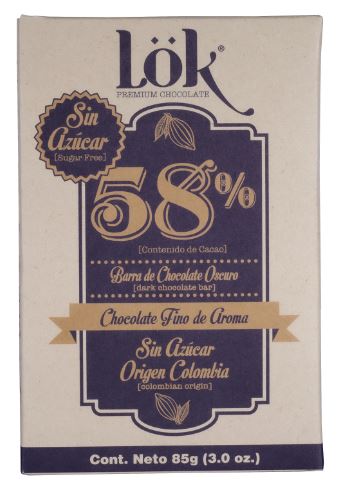 lök®
PREMIUM CHOCOLATE
Sin
Azúcar
[Sugar Free]
58%
[Contenido de Cacao]
Barra de Chocolate Oscuro
[dark chocolate bar]
Chocolate Fino de Aroma
Sin Azúcar
Origen Colombia
[colombian origin]
Cont. Neto 85g (3.0 oz.)